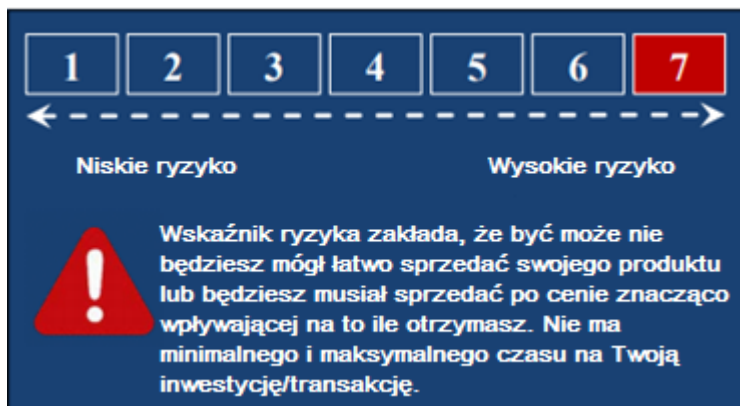 1 2 3 4 5 6 7
Niskie ryzyko Wysokie ryzyko
Wskaźnik ryzyka zakłada, że być może nie
będziesz mógł łatwo sprzedać swojego produktu
lub będziesz musiał sprzedać po cenie znacząco
wpływającej na to ile otrzymasz. Nie ma
minimalnego i maksymalnego czasu na Twoją
inwestycję/transakcję.